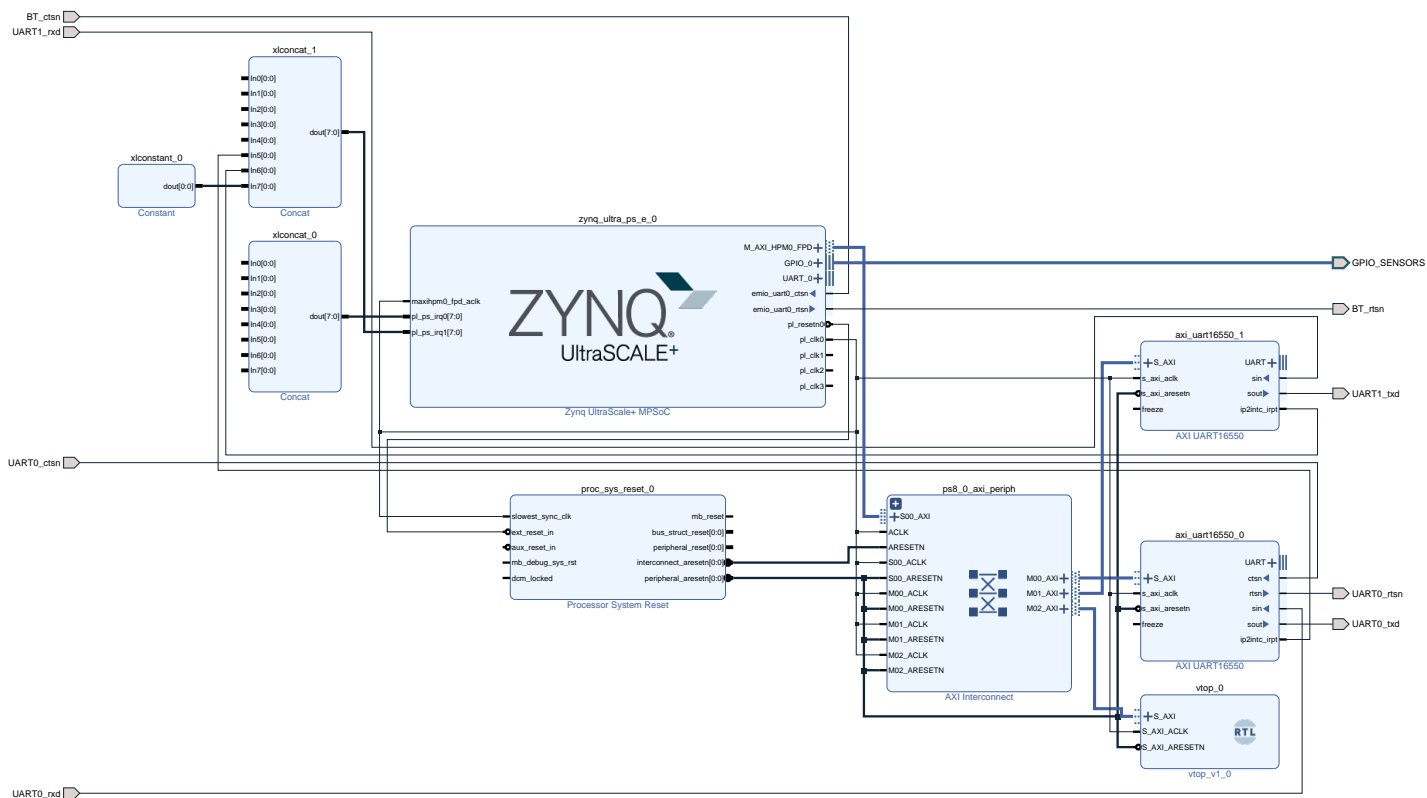 BT_ctsn
UART1_rxd
xlconcat_1
In0[0:0]
In1[0:0]
In2[0:0]
In3[0:0]
In4[0:0]
In5[0:0]
In6[0:0]
In7[0:0]
dout[7:0]
Concat
xlconstant_0
dout[0:0]
Constant
xlconcat_0
In0[0:0]
In1[0:0]
In2[0:0]
In3[0:0]
In4[0:0]
In5[0:0]
In6[0:0]
In7[0:0]
dout[7:0]
Concat
zynq_ultra_ps_e_0
maxihpm0_fpd_aclk
pl_ps_irq0[7:0]
pl_ps_irq1[7:0]
ZYNQ®
UltraSCALE+
M_AXI_HPM0_FPD
GPIO_0
UART_0
emio_uart0_ctsn
emio_uart0_rtsn
pl_resetn0
pl_clk0
pl_clk1
pl_clk2
pl_clk3
Zynq UltraScale+ MPSoC
GPIO_SENSORS
BT_rtsn
axi_uart16550_1
S_AXI
s_axi_aclk
s_axi_aresetn
freeze
UART
sin
sout
ip2intc_irpt
AXI UART16550
UART1_txd
UART0_ctsn
proc_sys_reset_0
slowest_sync_clk
ext_reset_in
aux_reset_in
mb_debug_sys_rst
dcm_locked
mb_reset
bus_struct_reset[0:0]
peripheral_reset[0:0]
interconnect_aresetn[0:0]
peripheral_aresetn[0:0]
Processor System Reset
ps8_0_axi_periph
S00_AXI
ACLK
ARESETN
S00_ACLK
S00_ARESETN
M00_ACLK
M00_ARESETN
M01_ACLK
M01_ARESETN
M02_ACLK
M02_ARESETN
M00_AXI
M01_AXI
M02_AXI
AXI Interconnect
axi_uart16550_0
S_AXI
s_axi_aclk
s_axi_aresetn
freeze
UART
ctsn
rtsn
sin
sout
ip2intc_irpt
AXI UART16550
UART0_rtsn
UART0_txd
vtop_0
S_AXI
S_AXI_ACLK
S_AXI_ARESETN
RTL
vtop_v1_0
UART0_rxd